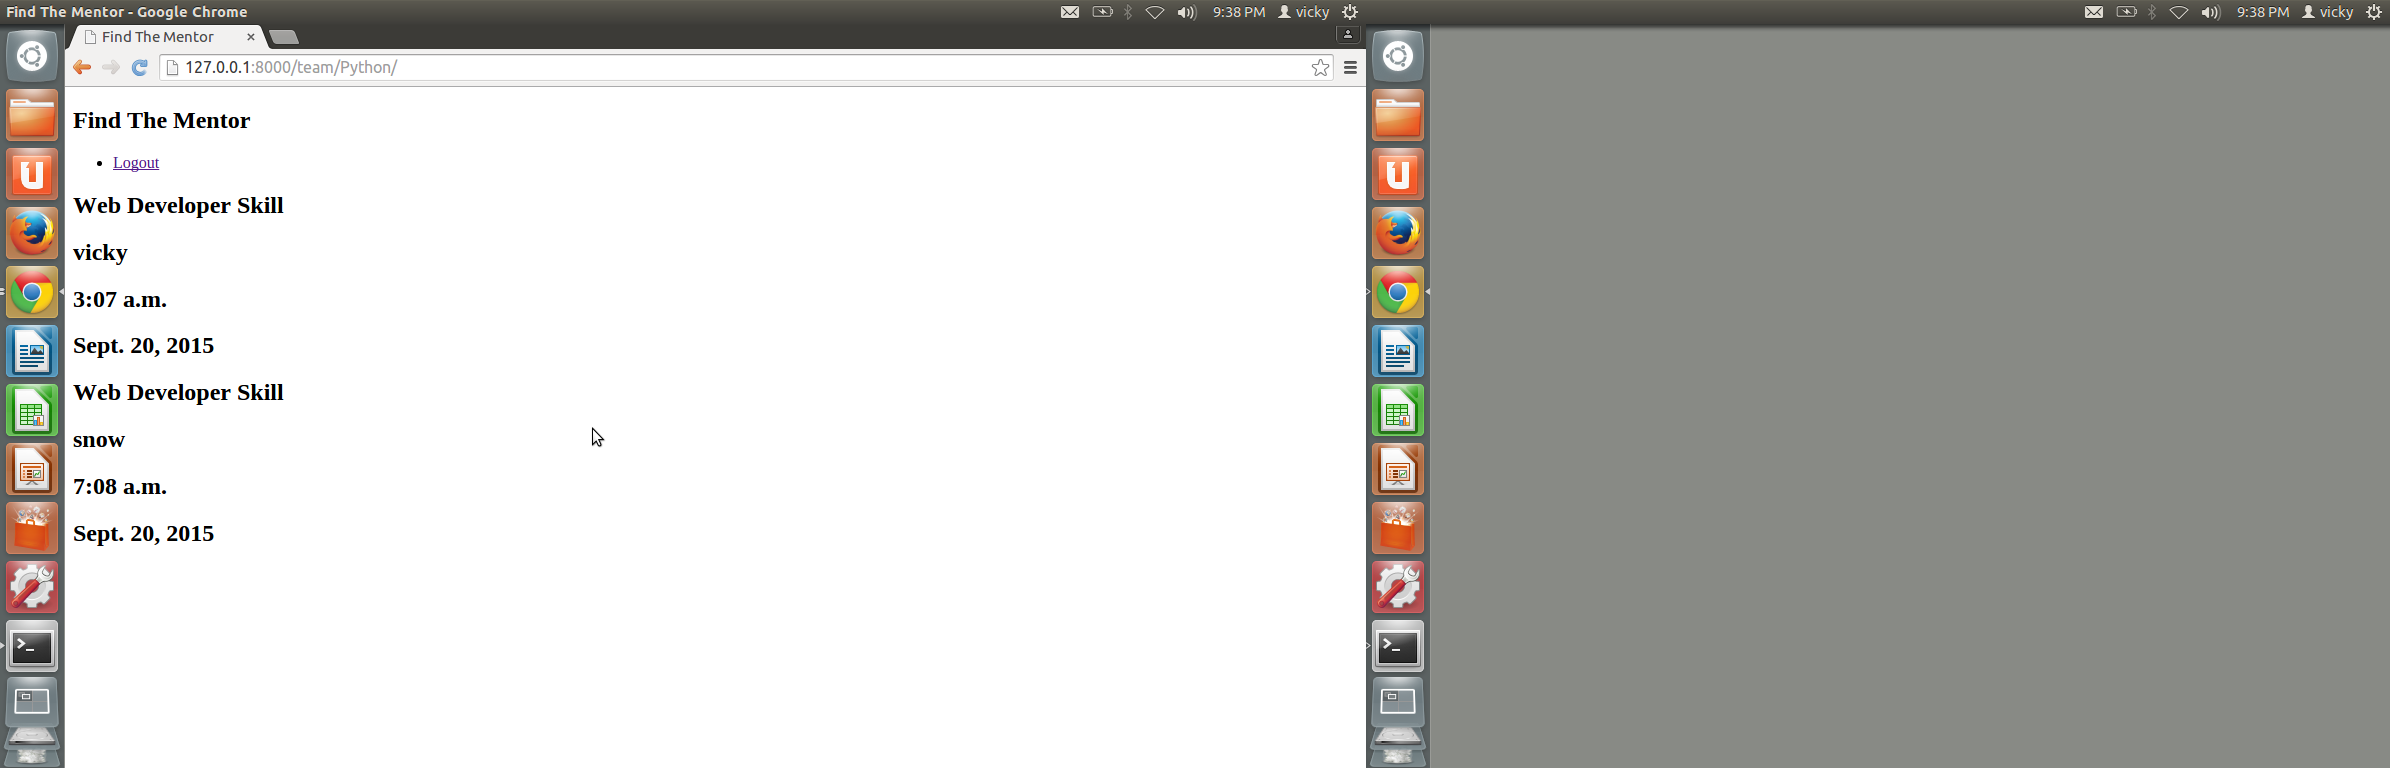 Find The Mentor - Google Chrome
9:38 PM vicky
9:38 PM vicky
Find The Mentor
127.0.0.1:8000/team/Python/
Find The Mentor
Logout
Web Developer Skill
vicky
3:07 a.m.
Sept. 20, 2015
Web Developer Skill
snow
7:08 a.m.
Sept. 20, 2015